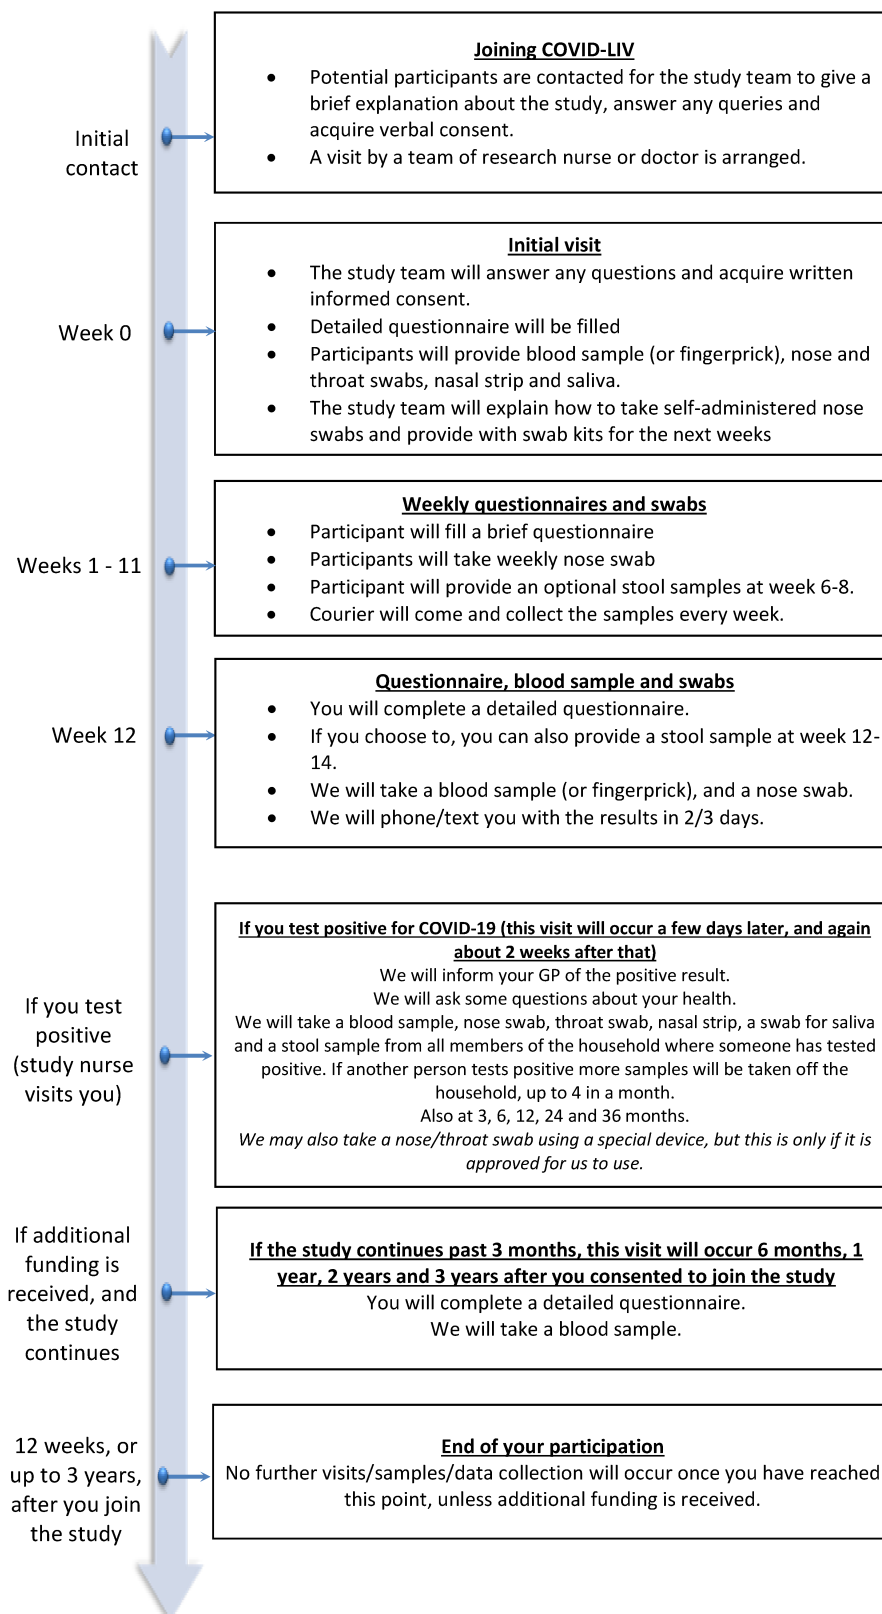 Joining COVID-LIV
• Potential participants are contacted for the study team to give a
brief explanation about the study, answer any queries and
acquire verbal consent.
• A visit by a team of research nurse or doctor is arranged.
Initial
contact
Initial visit
• The study team will answer any questions and acquire written
informed consent.
• Detailed questionnaire will be filled
• Participants will provide blood sample (or fingerprick), nose and
throat swabs, nasal strip and saliva.
• The study team will explain how to take self-administered nose
swabs and provide with swab kits for the next weeks
Week 0
Weekly questionnaires and swabs
• Participant will fill a brief questionnaire
• Participants will take weekly nose swab
• Participant will provide an optional stool samples at week 6-8.
• Courier will come and collect the samples every week.
Weeks 1 - 11
Questionnaire, blood sample and swabs
• You will complete a detailed questionnaire.
• If you choose to, you can also provide a stool sample at week 12-
14.
• We will take a blood sample (or fingerprick), and a nose swab.
• We will phone/text you with the results in 2/3 days.
Week 12
If you test positive for COVID-19 (this visit will occur a few days later, and again
about 2 weeks after that)
We will inform your GP of the positive result.
We will ask some questions about your health.
We will take a blood sample, nose swab, throat swab, nasal strip, a swab for saliva
and a stool sample from all members of the household where someone has tested
positive. If another person tests positive more samples will be taken off the
household, up to 4 in a month.
Also at 3, 6, 12, 24 and 36 months.
We may also take a nose/throat swab using a special device, but this is only if it is
approved for us to use.
If you test
positive
(study nurse
visits you)
If the study continues past 3 months, this visit will occur 6 months, 1
year, 2 years and 3 years after you consented to join the study
You will complete a detailed questionnaire.
We will take a blood sample.
If additional
funding is
received, and
the study
continues
End of your participation
No further visits/samples/data collection will occur once you have reached
this point, unless additional funding is received.
12 weeks, or
up to 3 years,
after you join
the study